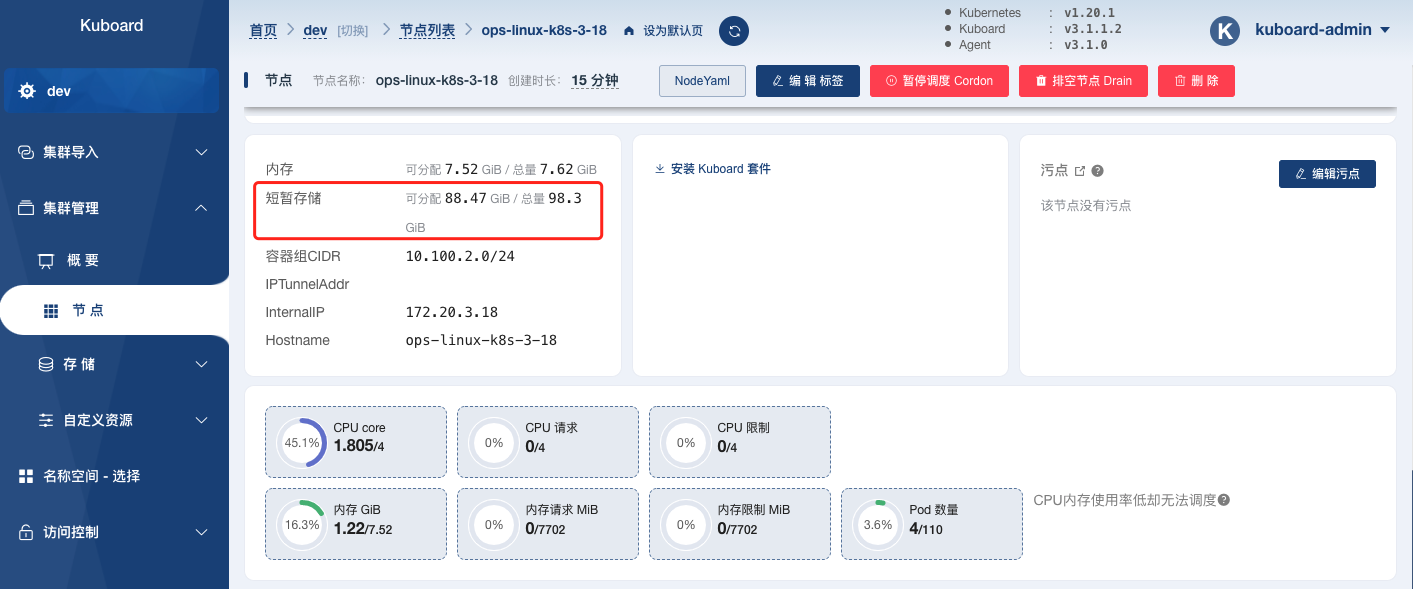 Kuboard
首页 dev [切换] 节点列表 ops-linux-k8s-3-18 设为默认页
Kubernetes : v1.20.1
Kuboard : v3.1.1.2
Agent : v3.1.0
K kuboard-admin
节点 节点名称: ops-linux-k8s-3-18 创建时长: 15 分钟 NodeYaml 编 辑 标签 暂停调度 Cordon 排空节点 Drain 删 除
dev
集群导入
集群管理
概 要
节 点
存 储
自定义资源
名称空间 - 选择
访问控制
内存 可分配 7.52 GiB / 总量 7.62 GiB
短暂存储 可分配 88.47 GiB / 总量 98.3
GiB
容器组CIDR 10.100.2.0/24
IPTunnelAddr
InternalIP 172.20.3.18
Hostname ops-linux-k8s-3-18
安装 Kuboard 套件
污点 编辑污点
该节点没有污点
45.1% CPU core
1.805/4
0% CPU 请求
0/4
0% CPU 限制
0/4
16.3% 内存 GiB
1.22/7.52
0% 内存请求 MiB
0/7702
0% 内存限制 MiB
0/7702
3.6% Pod 数量
4/110
CPU内存使用率低却无法调度